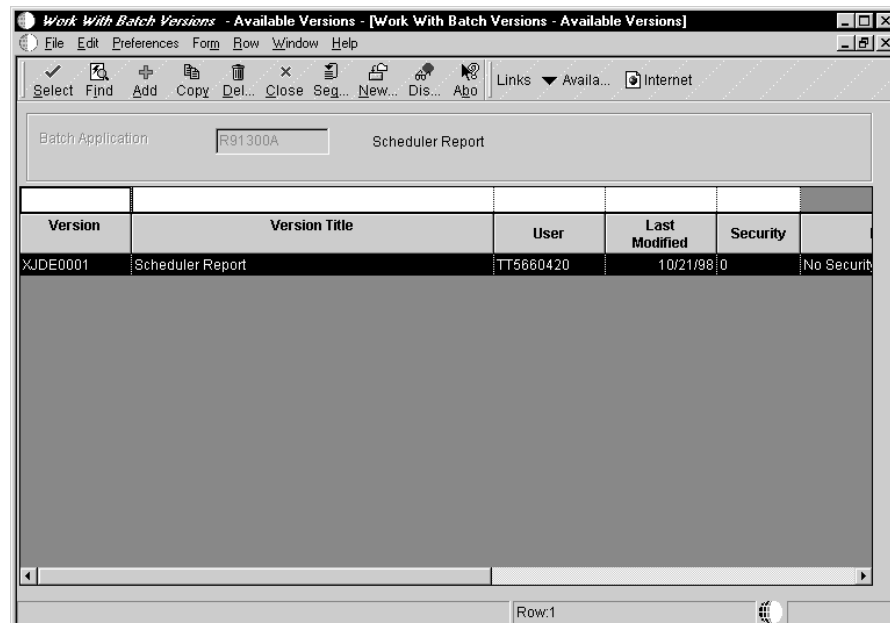 Work With Batch Versions - Available Versions - [Work With Batch Versions - Available Versions]
File Edit Preferences Form Row Window Help
Select Find Add Copy Del... Close Seq... New... Dis... Abo Links Availa... Internet
Batch Application R91300A Scheduler Report
Version Version Title User Last Modified Security
XJDE0001 Scheduler Report TT5660420 10/21/98 0 No Security
Row:1